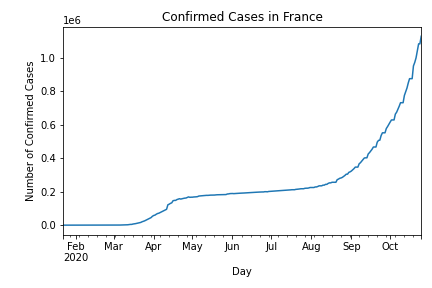 Confirmed Cases in France
1e6
Number of Confirmed Cases
1.0
0.8
0.6
0.4
0.2
0.0
Feb Mar Apr May Jun Jul Aug Sep Oct
2020
Day